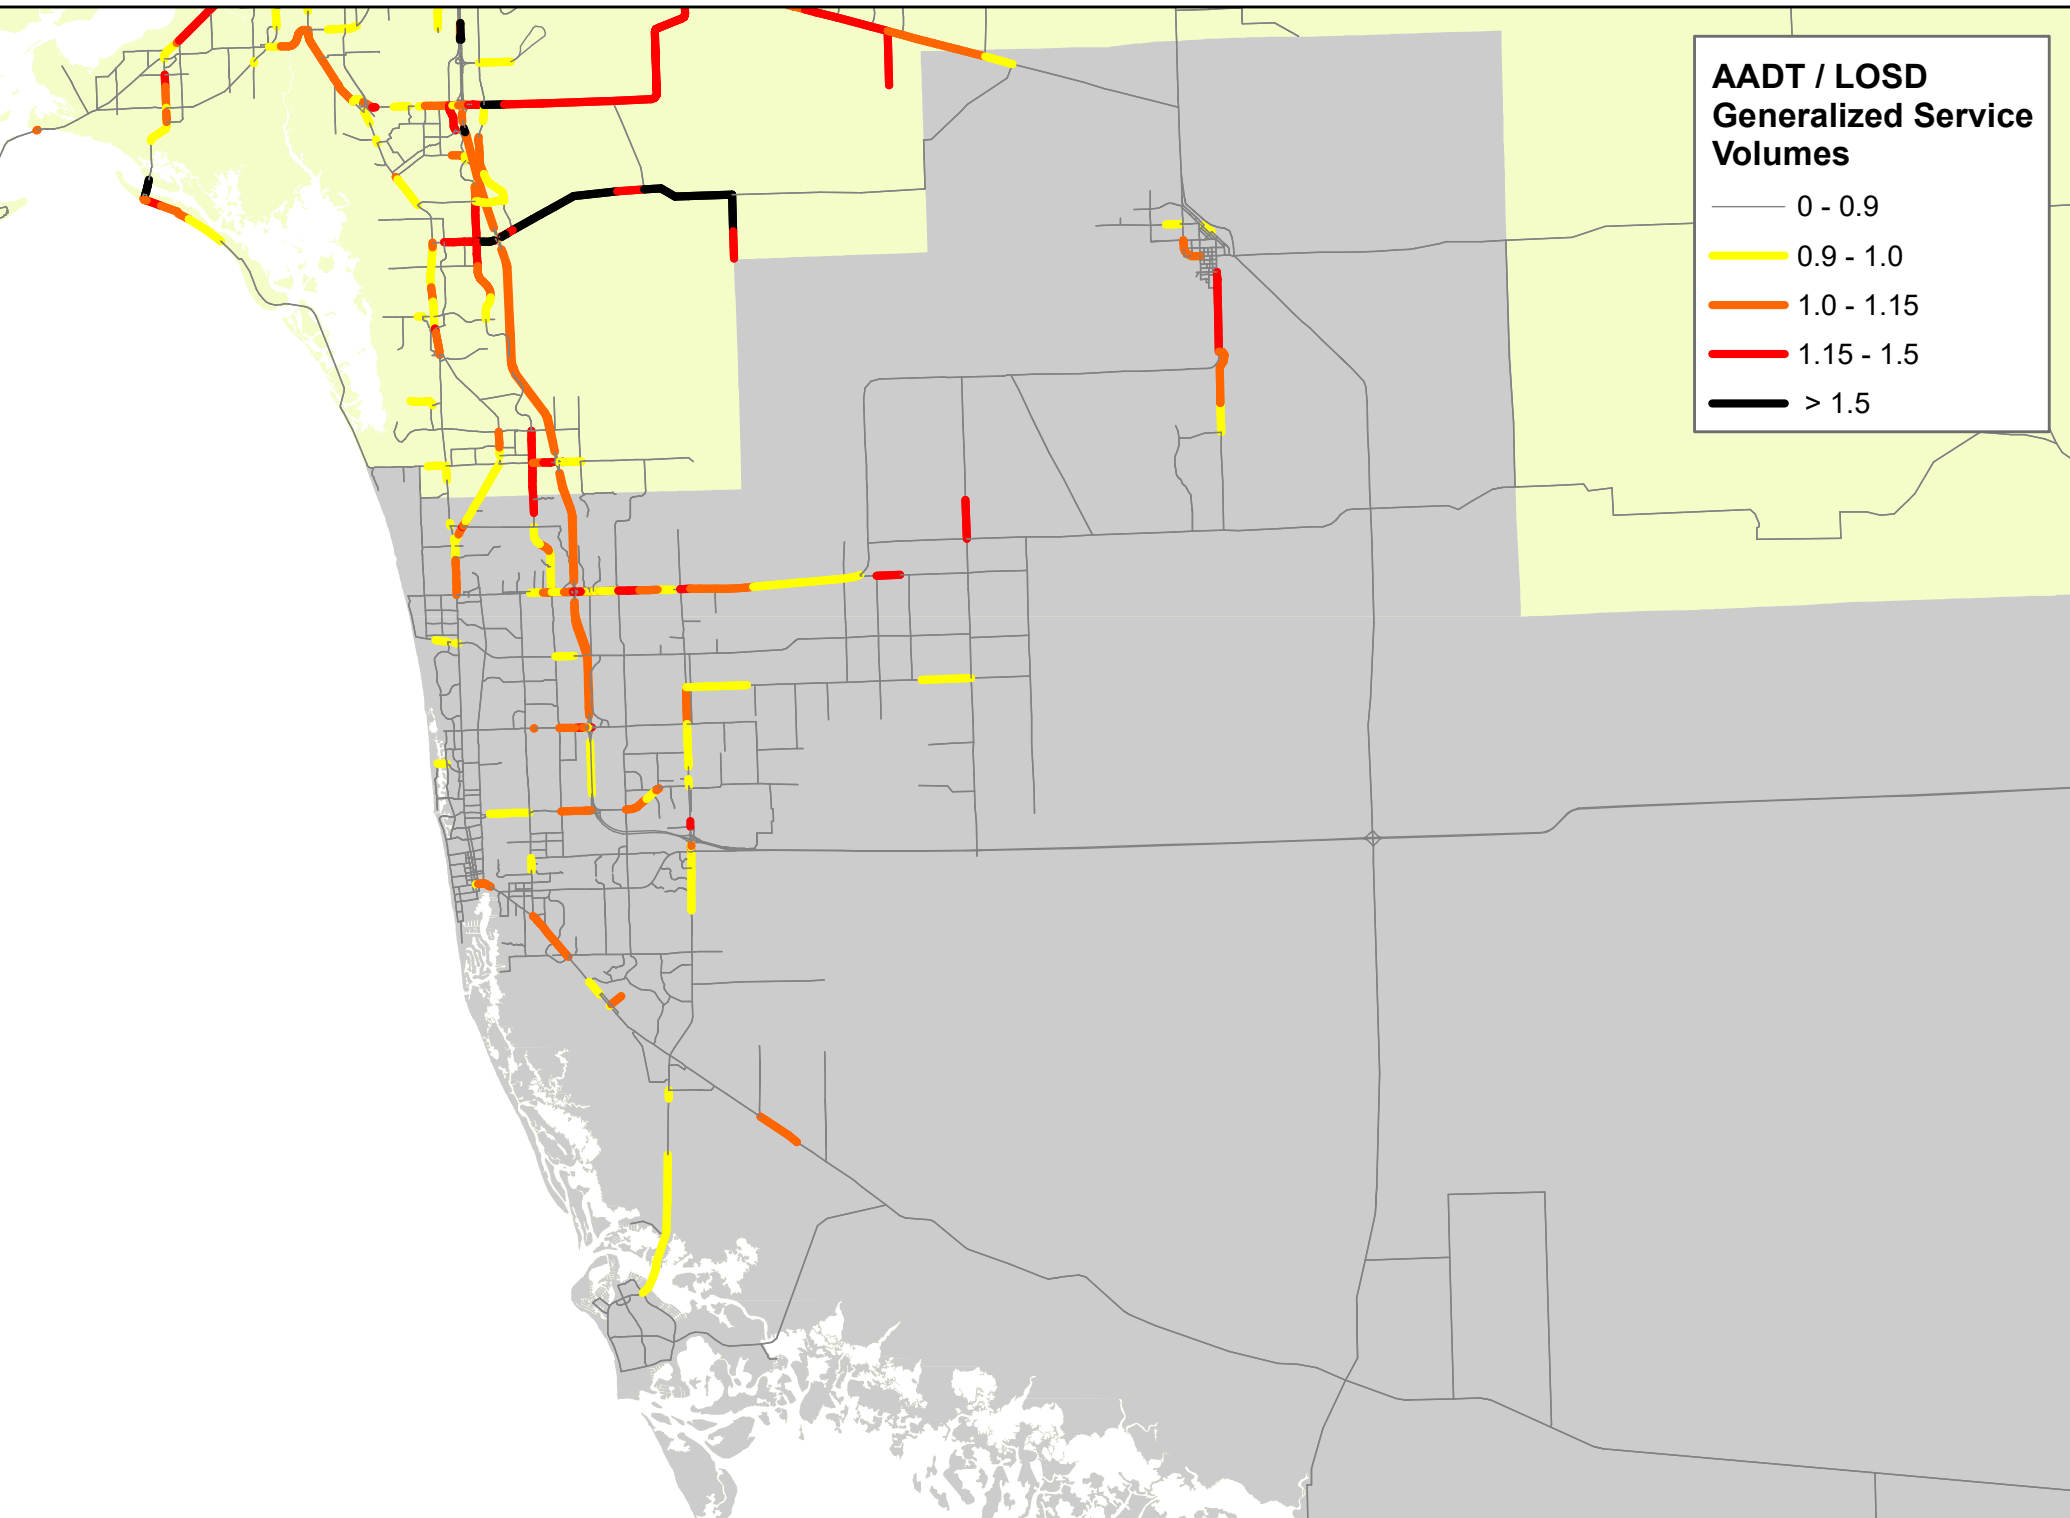 AADT / LOSD
Generalized Service
Volumes
0 - 0.9
0.9 - 1.0
1.0 - 1.15
1.15 - 1.5
> 1.5